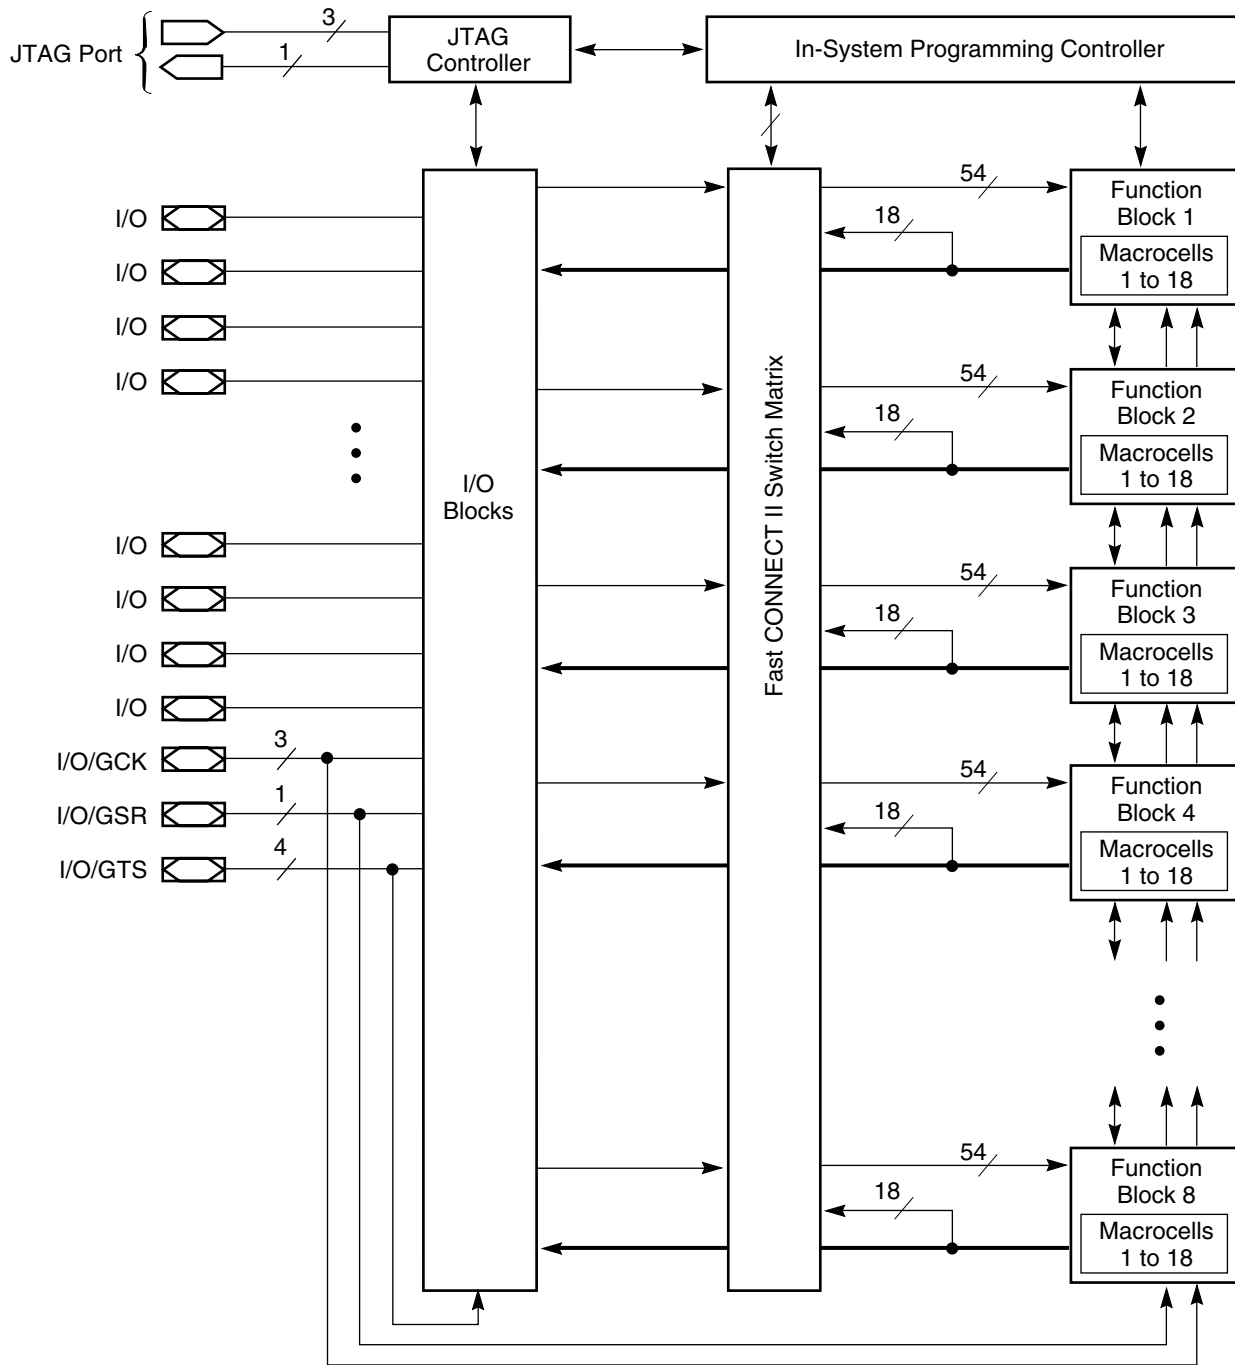 JTAG Port
3
1
JTAG
Controller
In-System Programming Controller
I/O
I/O
I/O
I/O
I/O
I/O
I/O
I/O
I/O/GCK
3
I/O/GSR
1
I/O/GTS
4
I/O
Blocks
Fast CONNECT II Switch Matrix
54
18
Function
Block 1
Macrocells
1 to 18
54
18
Function
Block 2
Macrocells
1 to 18
54
18
Function
Block 3
Macrocells
1 to 18
54
18
Function
Block 4
Macrocells
1 to 18
54
18
Function
Block 8
Macrocells
1 to 18